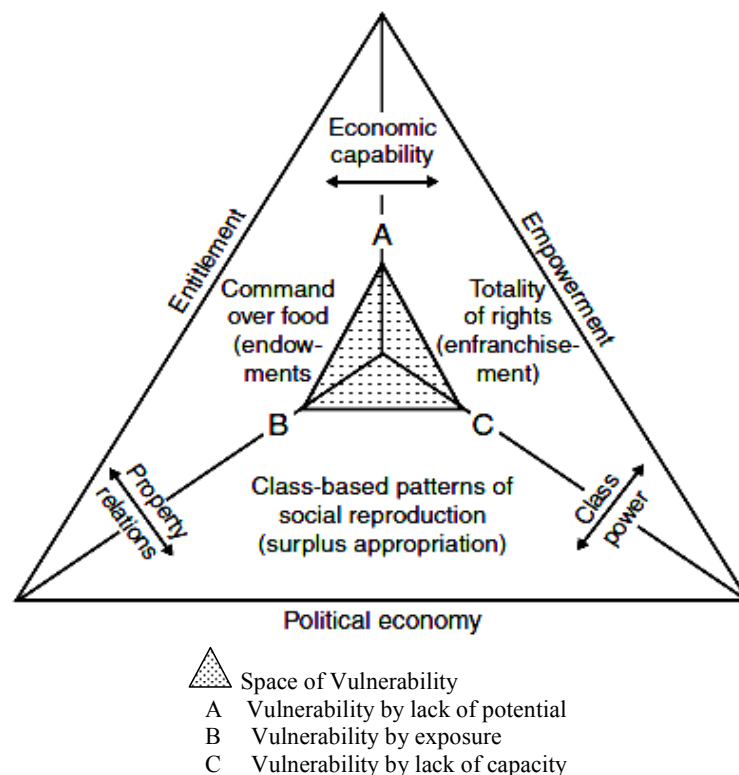 Economic
capability
Entitlement
Empowerment
A
Command
over food
(endow-
ments
Totality
of rights
(enfranchise-
ment)
B
C
Property
relations
Class-based patterns of
social reproduction
(surplus appropriation)
Class
power
Political economy
Space of Vulnerability
A Vulnerability by lack of potential
B Vulnerability by exposure
C Vulnerability by lack of capacity